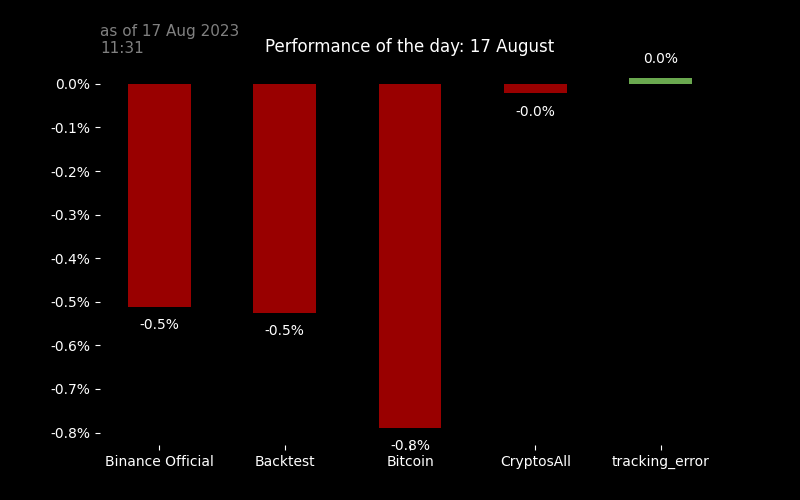 as of 17 Aug 2023
11:31
Performance of the day: 17 August
0.0%
0.0%
-0.1%
-0.2%
-0.3%
-0.4%
-0.5%
-0.6%
-0.7%
-0.8%
-0.5%
-0.5%
-0.8%
-0.0%
Binance Official
Backtest
Bitcoin
CryptosAll
tracking_error